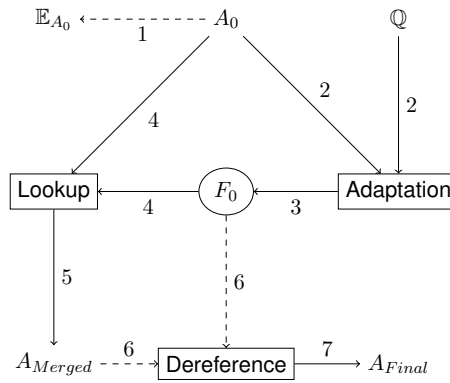 𝔼_{A_0} 1 A_0 ℚ
4 2 2
Lookup 4 F_0 3 Adaptation
5 6
A_{Merged} 6 Dereference 7 A_{Final}